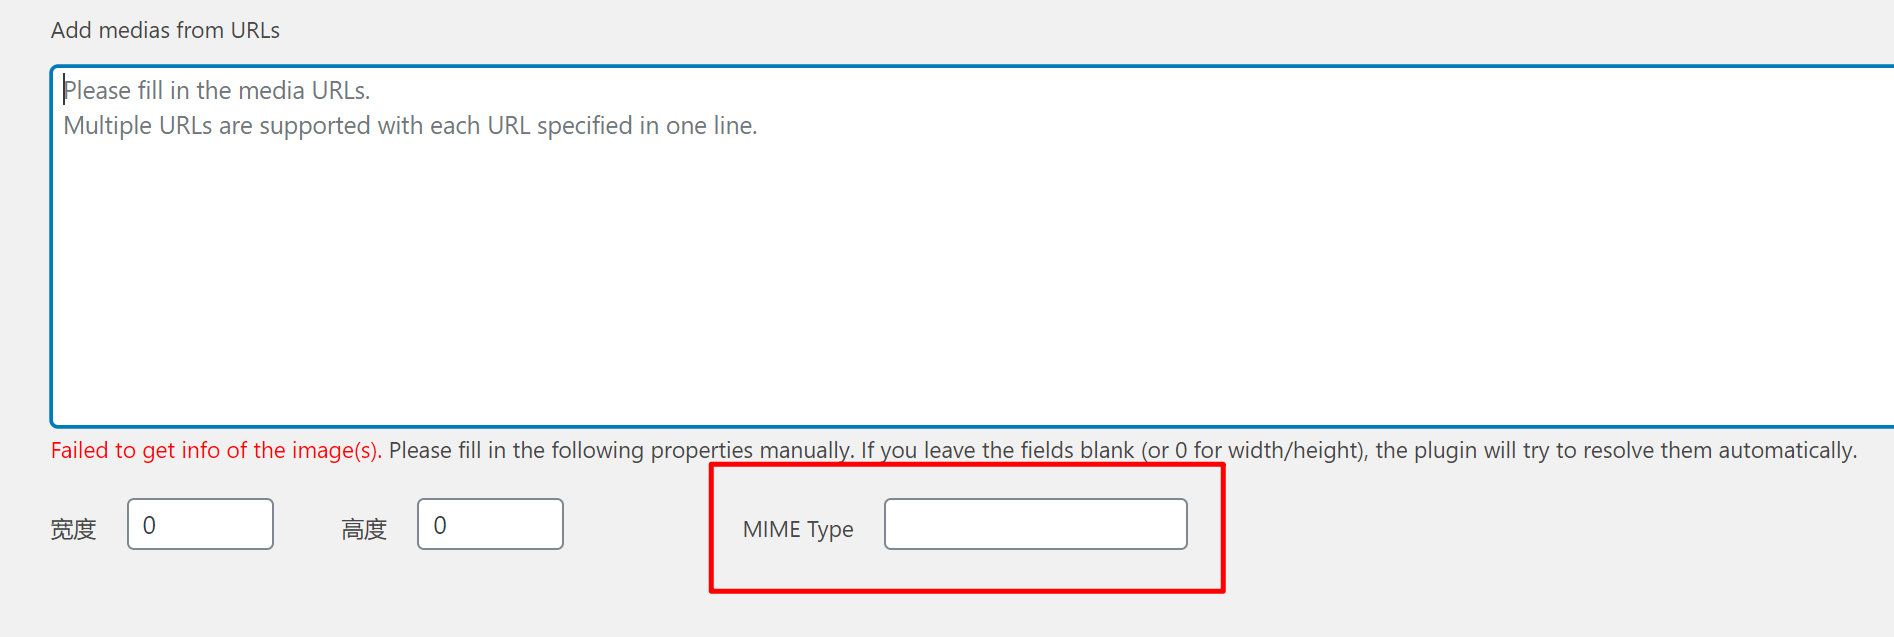 Add medias from URLs
Please fill in the media URLs.
Multiple URLs are supported with each URL specified in one line.
Failed to get info of the image(s). Please fill in the following properties manually. If you leave the fields blank (or 0 for width/height), the plugin will try to resolve them automatically.
宽度 0 高度 0 MIME Type